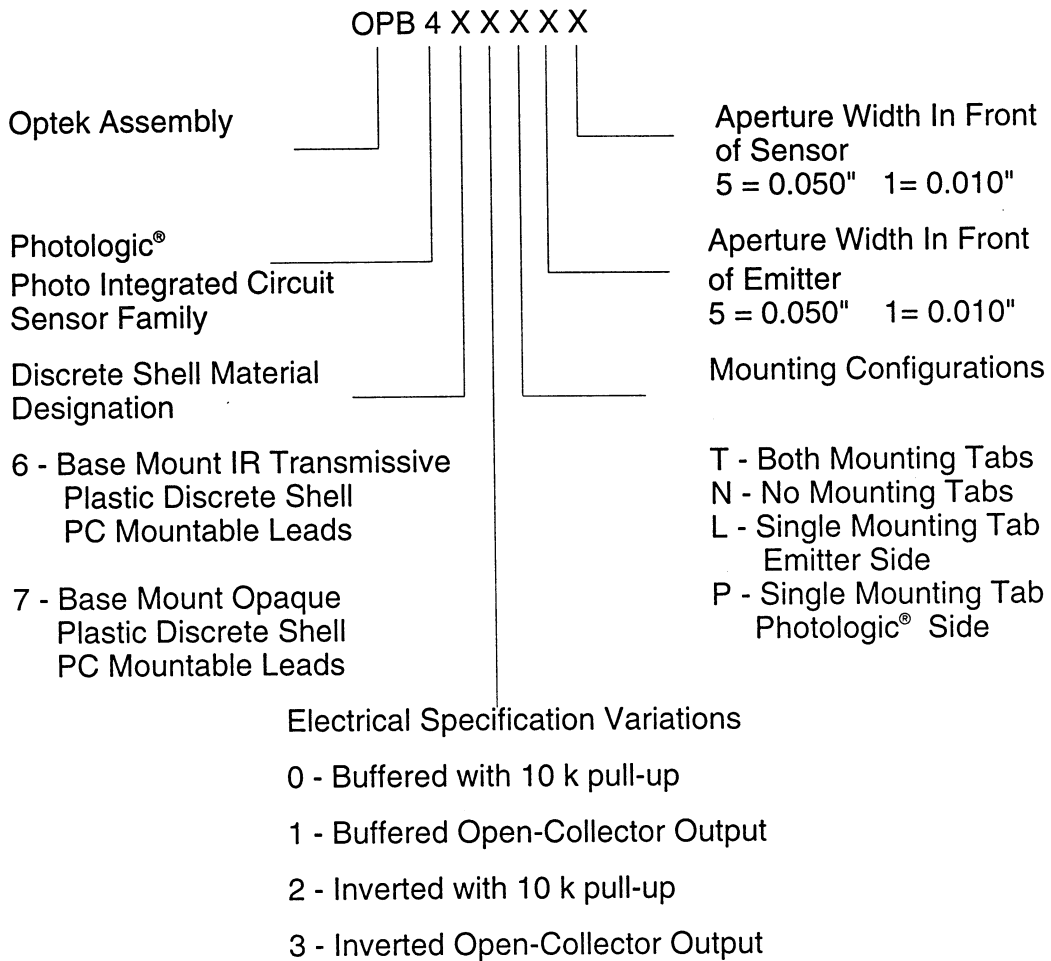 OPB 4 X X X X X
Optek Assembly
Photologic®
Photo Integrated Circuit
Sensor Family
Discrete Shell Material
Designation
6 - Base Mount IR Transmissive
Plastic Discrete Shell
PC Mountable Leads
7 - Base Mount Opaque
Plastic Discrete Shell
PC Mountable Leads
Aperture Width In Front
of Sensor
5 = 0.050" 1= 0.010"
Aperture Width In Front
of Emitter
5 = 0.050" 1= 0.010"
Mounting Configurations
T - Both Mounting Tabs
N - No Mounting Tabs
L - Single Mounting Tab
Emitter Side
P - Single Mounting Tab
Photologic® Side
Electrical Specification Variations
0 - Buffered with 10 k pull-up
1 - Buffered Open-Collector Output
2 - Inverted with 10 k pull-up
3 - Inverted Open-Collector Output